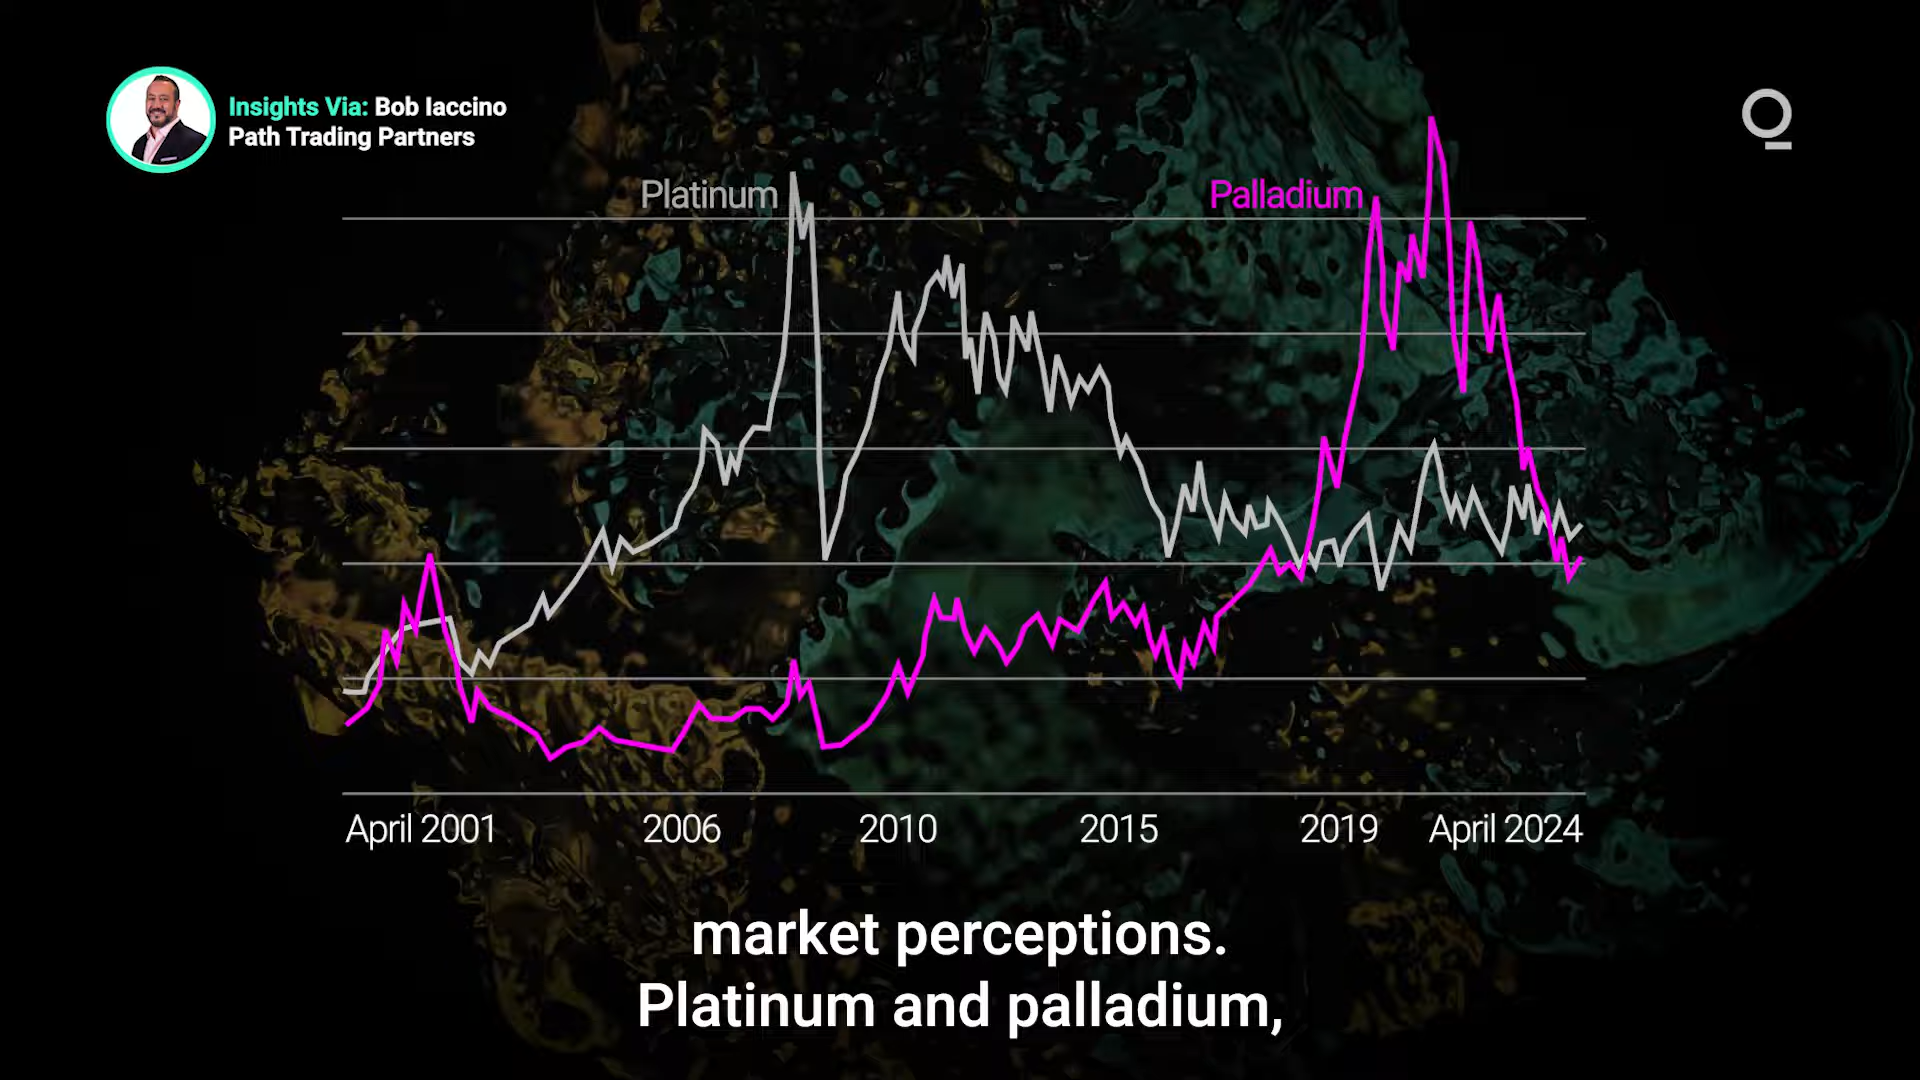 Insights Via: Bob Iaccino
Path Trading Partners
Platinum
Palladium
April 2001
2006
2010
2015
2019
April 2024
market perceptions.
Platinum and palladium,